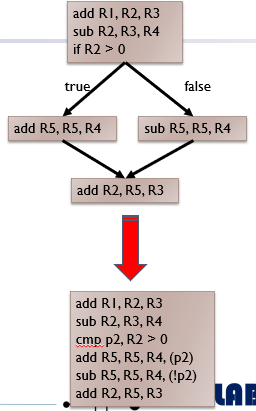 add R1, R2, R3
sub R2, R3, R4
if R2 > 0
true
false
add R5, R5, R4
sub R5, R5, R4
add R2, R5, R3
add R1, R2, R3
sub R2, R3, R4
cmp p2, R2 > 0
add R5, R5, R4, (p2)
sub R5, R5, R4, (!p2)
add R2, R5, R3
LAB